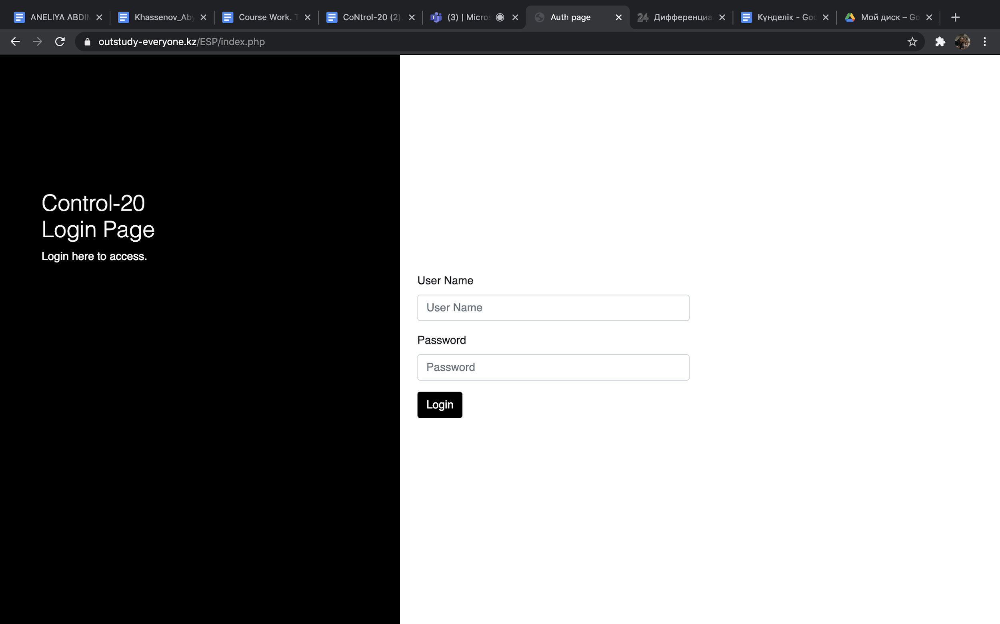 ANELIYA
Khassenov_Aby
Course Work.
CoNtrol-20 (2)
(3) | Micros
Auth page
24 Дифференциа
Күнделік - Goo
Мой диск – Go
outstudy-everyone.kz/ESP/index.php
Control-20
Login Page
Login here to access.
User Name
User Name
Password
Password
Login